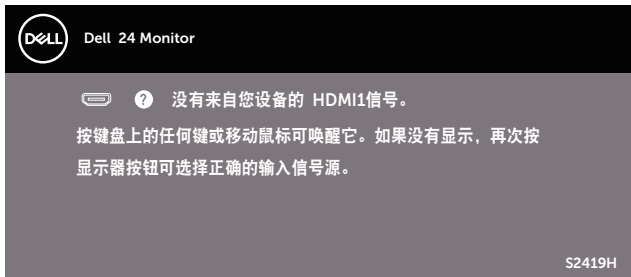 DELL
Dell 24 Monitor
? 没有来自您设备的 HDMI1信号。
按键盘上的任何键或移动鼠标可唤醒它。如果没有显示，再次按
显示器按钮可选择正确的输入信号源。
S2419H